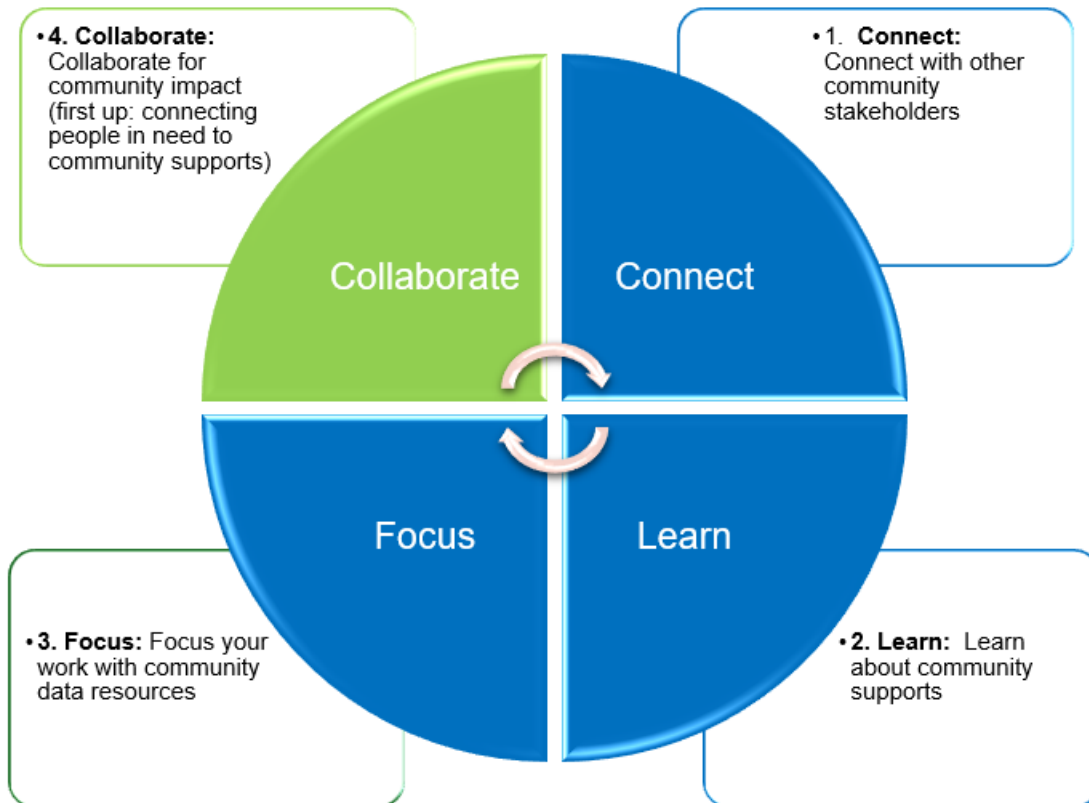 • 4. Collaborate:
Collaborate for
community impact
(first up: connecting
people in need to
community supports)
• 1. Connect:
Connect with other
community
stakeholders
Collaborate
Connect
Focus
Learn
• 3. Focus: Focus your
work with community
data resources
• 2. Learn: Learn
about community
supports